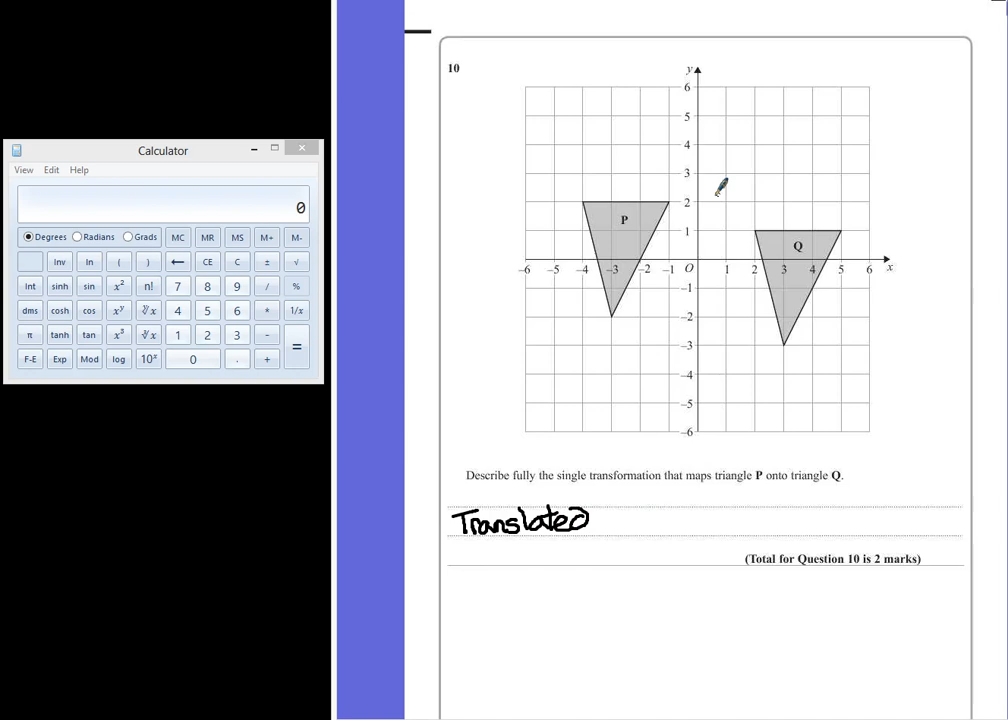 Calculator
View Edit Help
0
Degrees Radians Grads MC MR MS M+ M-
Inv ln ( ) ← CE C ± √
Int sinh sin x² n! 7 8 9 / %
dms cosh cos xʸ ʸ√x 4 5 6 * 1/x
π tanh tan x³ ³√x 1 2 3 - =
F-E Exp Mod log 10ˣ 0 . +
10
y
6
5
4
3
2
P
1
Q
–6 –5 –4 –3 –2 –1 O 1 2 3 4 5 6 x
–1
–2
–3
–4
–5
–6
Describe fully the single transformation that maps triangle P onto triangle Q.
Translated
(Total for Question 10 is 2 marks)